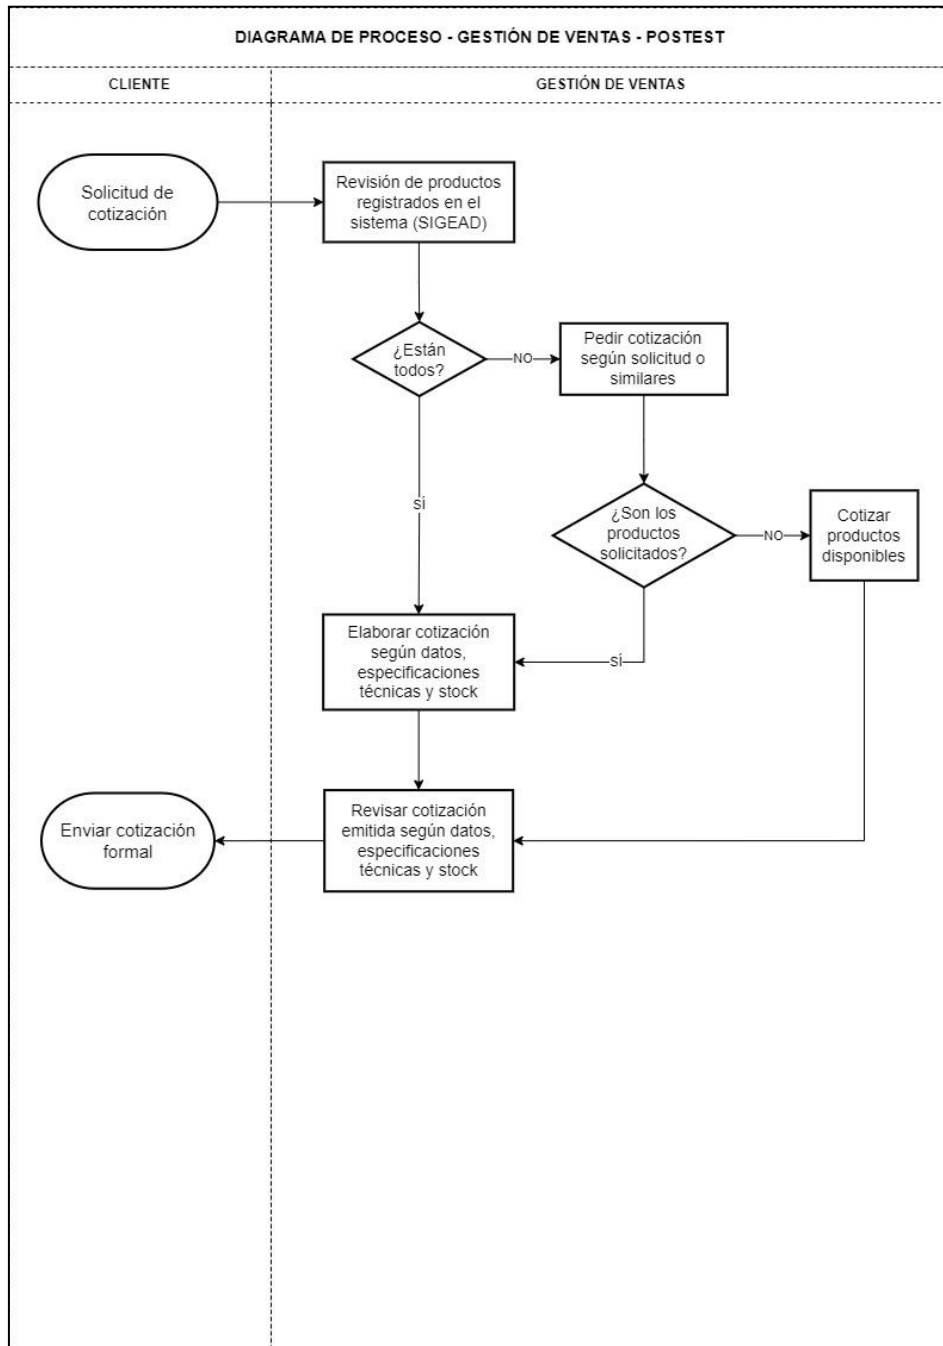 DIAGRAMA DE PROCESO - GESTIÓN DE VENTAS - POSTEST
CLIENTE
GESTIÓN DE VENTAS
Solicitud de
cotización
Revisión de productos
registrados en el
sistema (SIGEAD)
¿Están
todos?
NO
Pedir cotización
según solicitud o
similares
SÍ
¿Son los
productos
solicitados?
NO
Cotizar
productos
disponibles
Elaborar cotización
según datos,
especificaciones
técnicas y stock
SÍ
Revisar cotización
emitida según datos,
especificaciones
técnicas y stock
Enviar cotización
formal